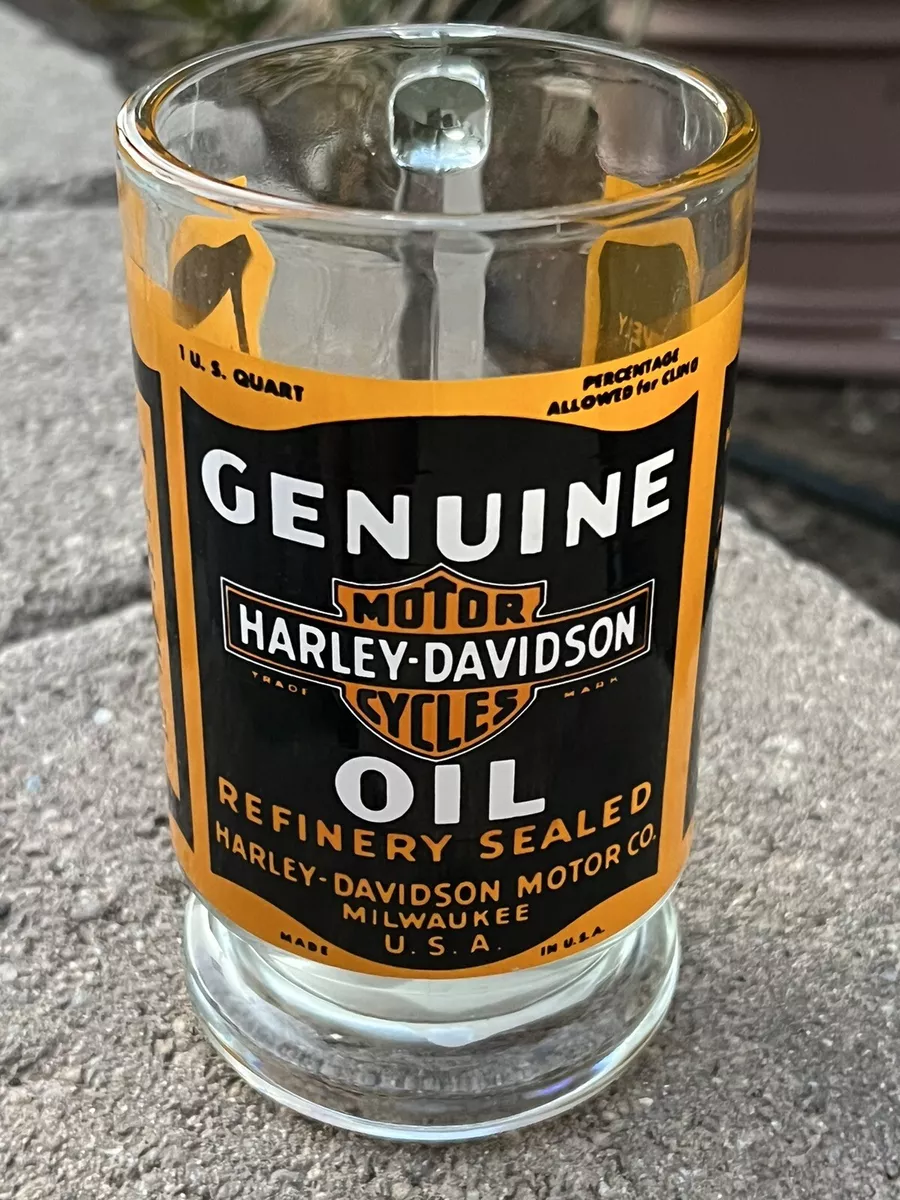 1 U. S. QUART
PERCENTAGE
ALLOWED for CLING
GENUINE
MOTOR
HARLEY-DAVIDSON
TRADE MARK
CYCLES
OIL
REFINERY SEALED
HARLEY-DAVIDSON MOTOR CO.
MILWAUKEE
U. S. A.
MADE IN U.S.A.